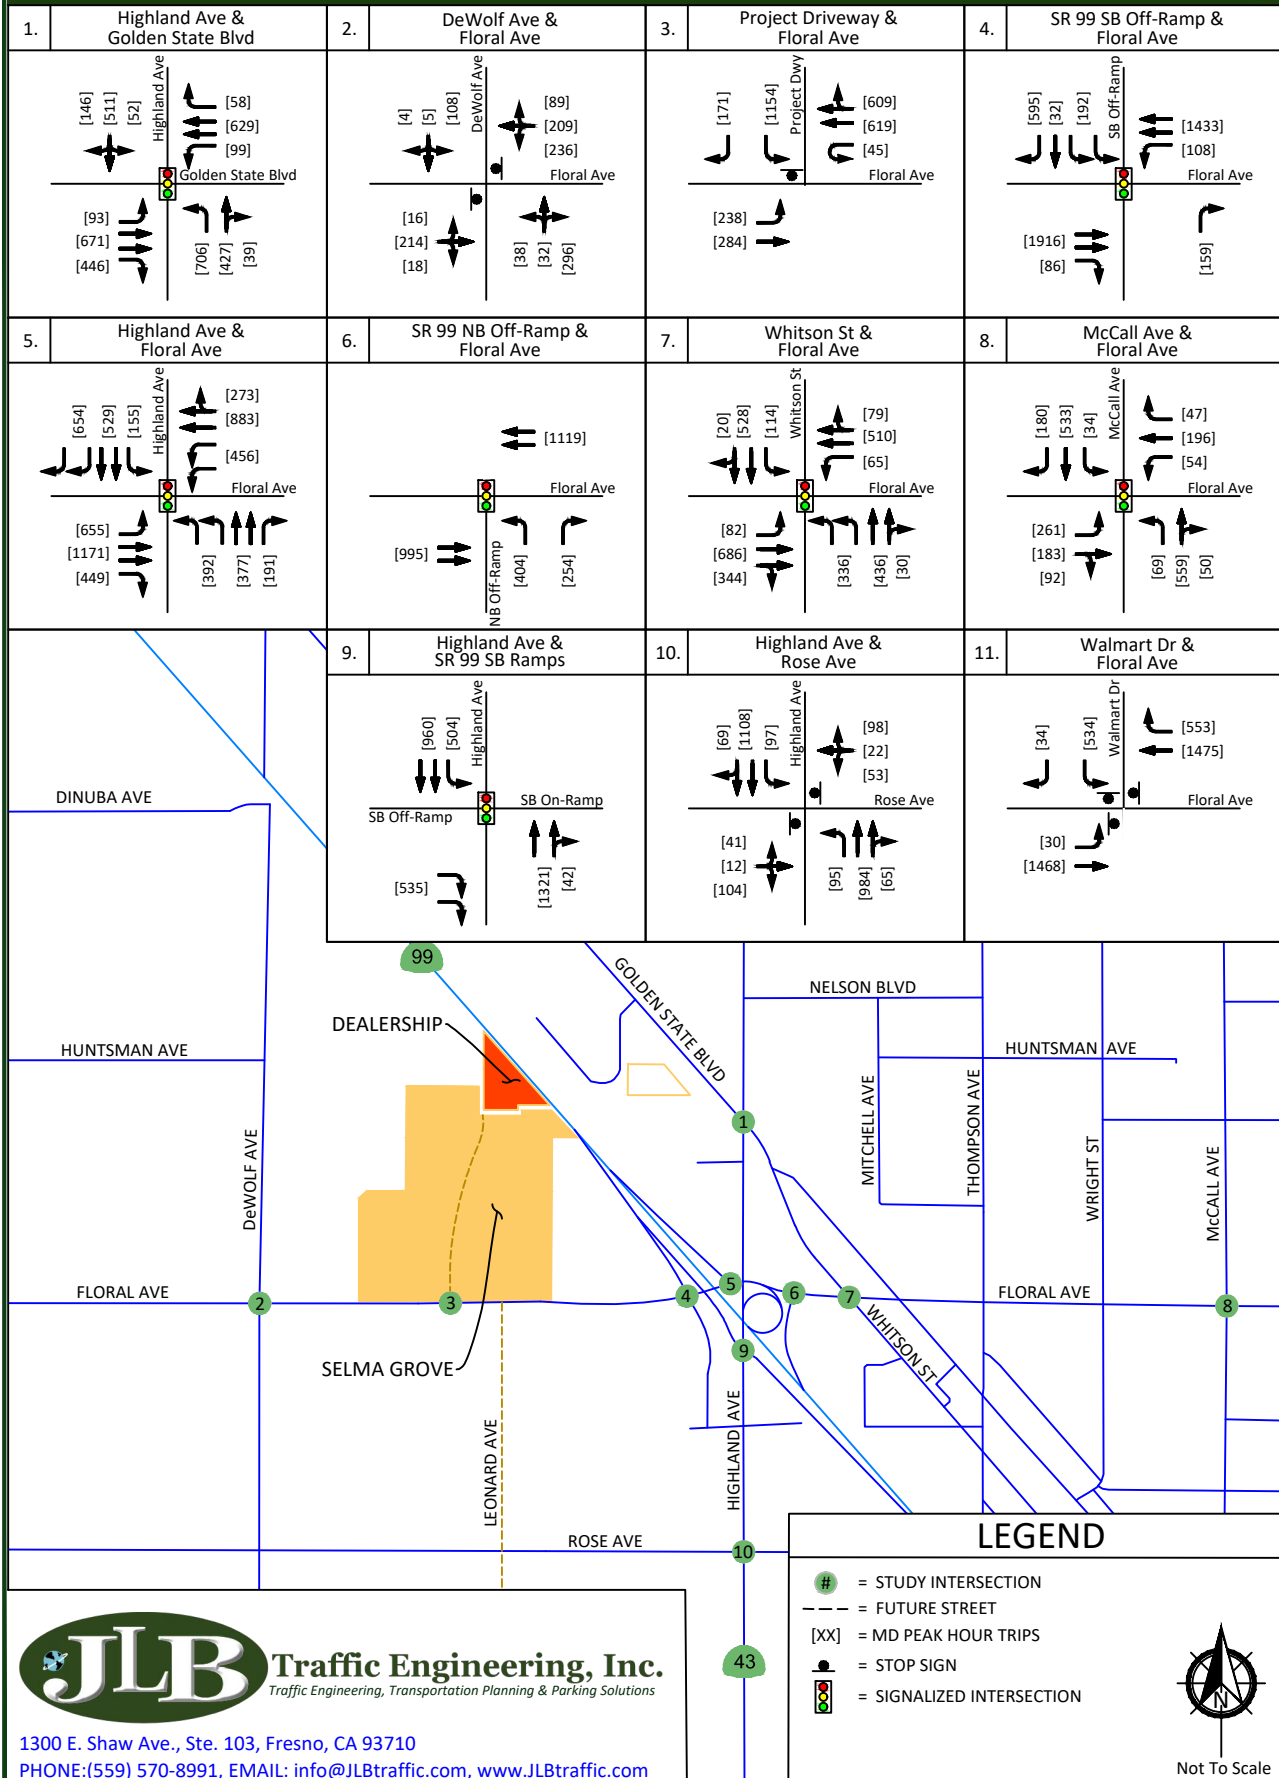 1.
Highland Ave &
Golden State Blvd
[146]
[511]
[52]
Highland Ave
[58]
[629]
[99]
Golden State Blvd
[93]
[671]
[446]
[706]
[427]
[39]
2.
DeWolf Ave &
Floral Ave
[4]
[5]
[108]
DeWolf Ave
[89]
[209]
[236]
Floral Ave
[16]
[214]
[18]
[38]
[32]
[296]
3.
Project Driveway &
Floral Ave
[171]
[1154]
Project Dwy
[609]
[619]
[45]
Floral Ave
[238]
[284]
4.
SR 99 SB Off-Ramp &
Floral Ave
[595]
[32]
[192]
SB Off-Ramp
[1433]
[108]
Floral Ave
[1916]
[86]
[159]
5.
Highland Ave &
Floral Ave
[654]
[529]
[155]
Highland Ave
[273]
[883]
[456]
Floral Ave
[655]
[1171]
[449]
[392]
[377]
[191]
6.
SR 99 NB Off-Ramp &
Floral Ave
[1119]
Floral Ave
[995]
NB Off-Ramp
[404]
[254]
7.
Whitson St &
Floral Ave
[20]
[528]
[114]
Whitson St
[79]
[510]
[65]
Floral Ave
[82]
[686]
[344]
[336]
[436]
[30]
8.
McCall Ave &
Floral Ave
[180]
[533]
[34]
McCall Ave
[47]
[196]
[54]
Floral Ave
[261]
[183]
[92]
[69]
[559]
[50]
9.
Highland Ave &
SR 99 SB Ramps
[960]
[504]
Highland Ave
SB On-Ramp
SB Off-Ramp
[535]
[1321]
[42]
10.
Highland Ave &
Rose Ave
[69]
[1108]
[97]
Highland Ave
[98]
[22]
[53]
Rose Ave
[41]
[12]
[104]
[95]
[984]
[65]
11.
Walmart Dr &
Floral Ave
[34]
[534]
Walmart Dr
[553]
[1475]
Floral Ave
[30]
[1468]
DINUBA AVE
99
GOLDEN STATE BLVD
NELSON BLVD
DEALERSHIP
HUNTSMAN AVE
HUNTSMAN AVE
MITCHELL AVE
THOMPSON AVE
WRIGHT ST
McCALL AVE
DeWOLF AVE
1
FLORAL AVE
2
3
4
5
6
7
FLORAL AVE
8
9
WHITSON ST
SELMA GROVE
LEONARD AVE
HIGHLAND AVE
ROSE AVE
10
43
LEGEND
# = STUDY INTERSECTION
= FUTURE STREET
[XX] = MD PEAK HOUR TRIPS
= STOP SIGN
= SIGNALIZED INTERSECTION
N
Not To Scale
JLB Traffic Engineering, Inc.
Traffic Engineering, Transportation Planning & Parking Solutions
1300 E. Shaw Ave., Ste. 103, Fresno, CA 93710
PHONE:(559) 570-8991, EMAIL: info@JLBtraffic.com, www.JLBtraffic.com